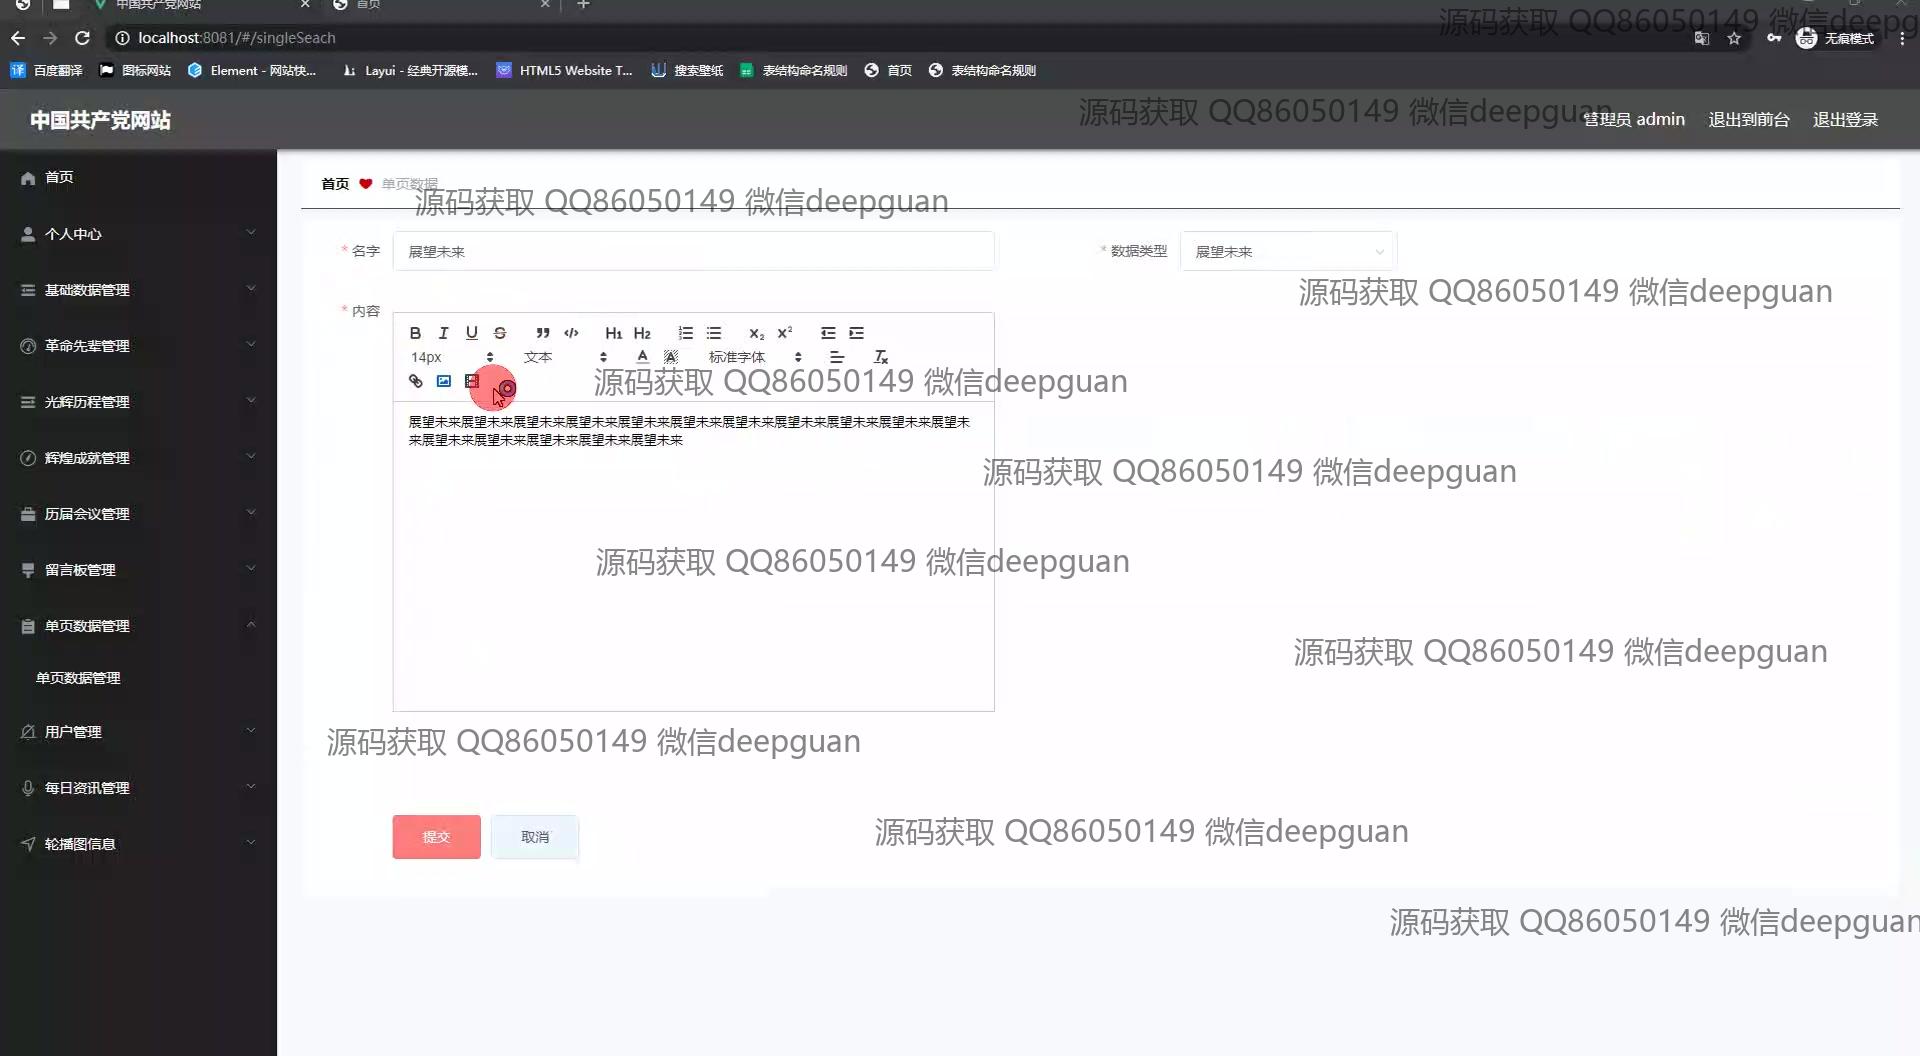 中国共产党网站
首页
源码获取 QQ86050149 微信deepg
localhost:8081/#/singleSeach
无痕模式
百度翻译
图标网站
Element - 网站快...
Layui - 经典开源模...
HTML5 Website T...
搜索壁纸
表结构命名规则
首页
表结构命名规则
中国共产党网站
源码获取 QQ86050149 微信deepguan
管理员 admin
退出到前台
退出登录
首页
个人中心
基础数据管理
革命先辈管理
光辉历程管理
辉煌成就管理
历届会议管理
留言板管理
单页数据管理
单页数据管理
用户管理
每日资讯管理
轮播图信息
首页
单页数据
源码获取 QQ86050149 微信deepguan
* 名字
展望未来
* 数据类型
展望未来
源码获取 QQ86050149 微信deepguan
* 内容
B I U S H1 H2 X2 X2
14px
文本
A
A
标准字体
Tx
源码获取 QQ86050149 微信deepguan
展望未来展望未来展望未来展望未来展望未来展望未来展望未来展望未来展望未来展望未来展望未
来展望未来展望未来展望未来展望未来展望未来
源码获取 QQ86050149 微信deepguan
源码获取 QQ86050149 微信deepguan
源码获取 QQ86050149 微信deepguan
源码获取 QQ86050149 微信deepguan
提交
取消
源码获取 QQ86050149 微信deepguan
源码获取 QQ86050149 微信deepguan